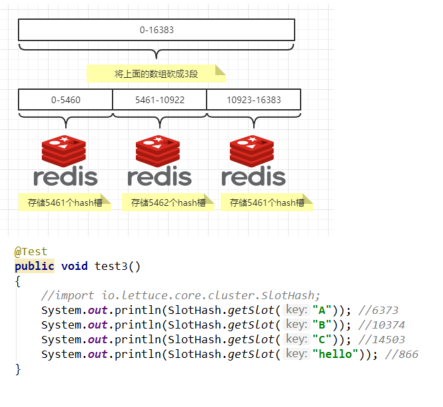 0-16383
将上面的数组砍成3段
0-5460 5461-10922 10923-16383
redis redis redis
存储5461个hash槽 存储5462个hash槽 存储5461个hash槽
@Test
public void test3()
{
//import io.lettuce.core.cluster.SlotHash;
System.out.println(SlotHash.getSlot( key: "A")); //6373
System.out.println(SlotHash.getSlot( key: "B")); //10374
System.out.println(SlotHash.getSlot( key: "C")); //14503
System.out.println(SlotHash.getSlot( key: "hello")); //866
}